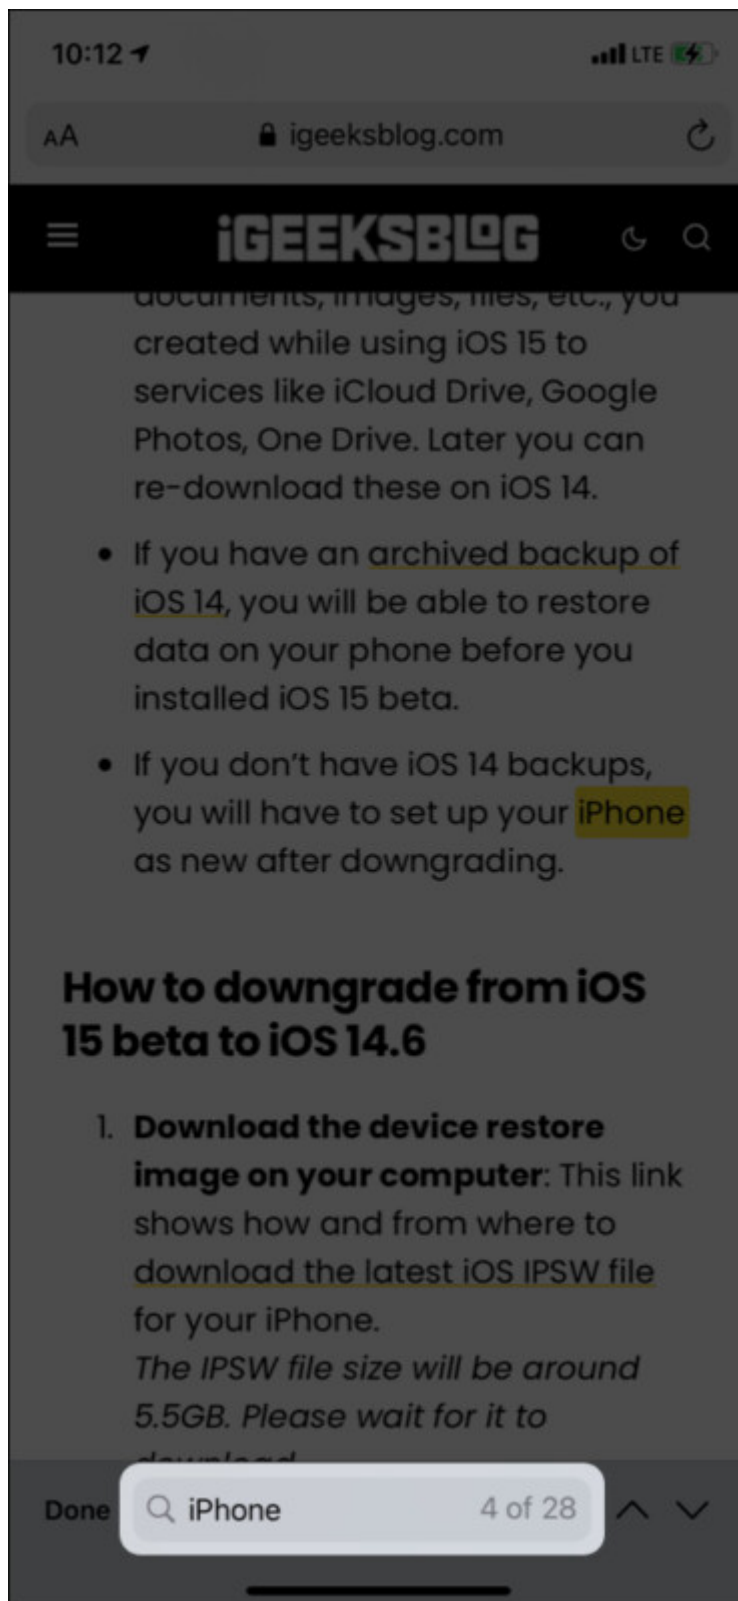 10:12 LTE
AA igeeksblog.com
iGEEKSBLOG
documents, images, files, etc., you
created while using iOS 15 to
services like iCloud Drive, Google
Photos, One Drive. Later you can
re-download these on iOS 14.
• If you have an archived backup of
iOS 14, you will be able to restore
data on your phone before you
installed iOS 15 beta.
• If you don't have iOS 14 backups,
you will have to set up your iPhone
as new after downgrading.
How to downgrade from iOS
15 beta to iOS 14.6
1. Download the device restore
image on your computer: This link
shows how and from where to
download the latest iOS IPSW file
for your iPhone.
The IPSW file size will be around
5.5GB. Please wait for it to
download
Done iPhone 4 of 28